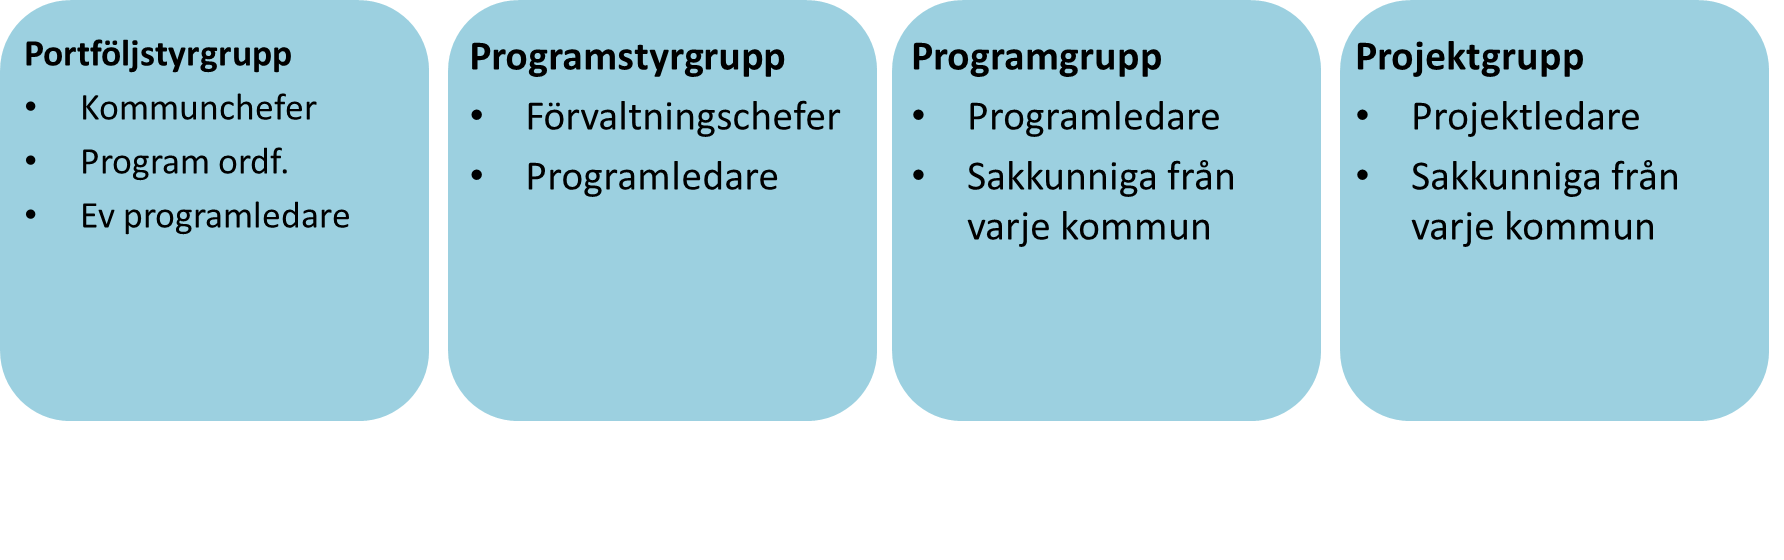 Portföljstyrgrupp
• Kommunchefer
• Program ordf.
• Ev programledare
Programstyrgrupp
• Förvaltningschefer
• Programledare
Programgrupp
• Programledare
• Sakkunniga från
varje kommun
Projektgrupp
• Projektledare
• Sakkunniga från
varje kommun